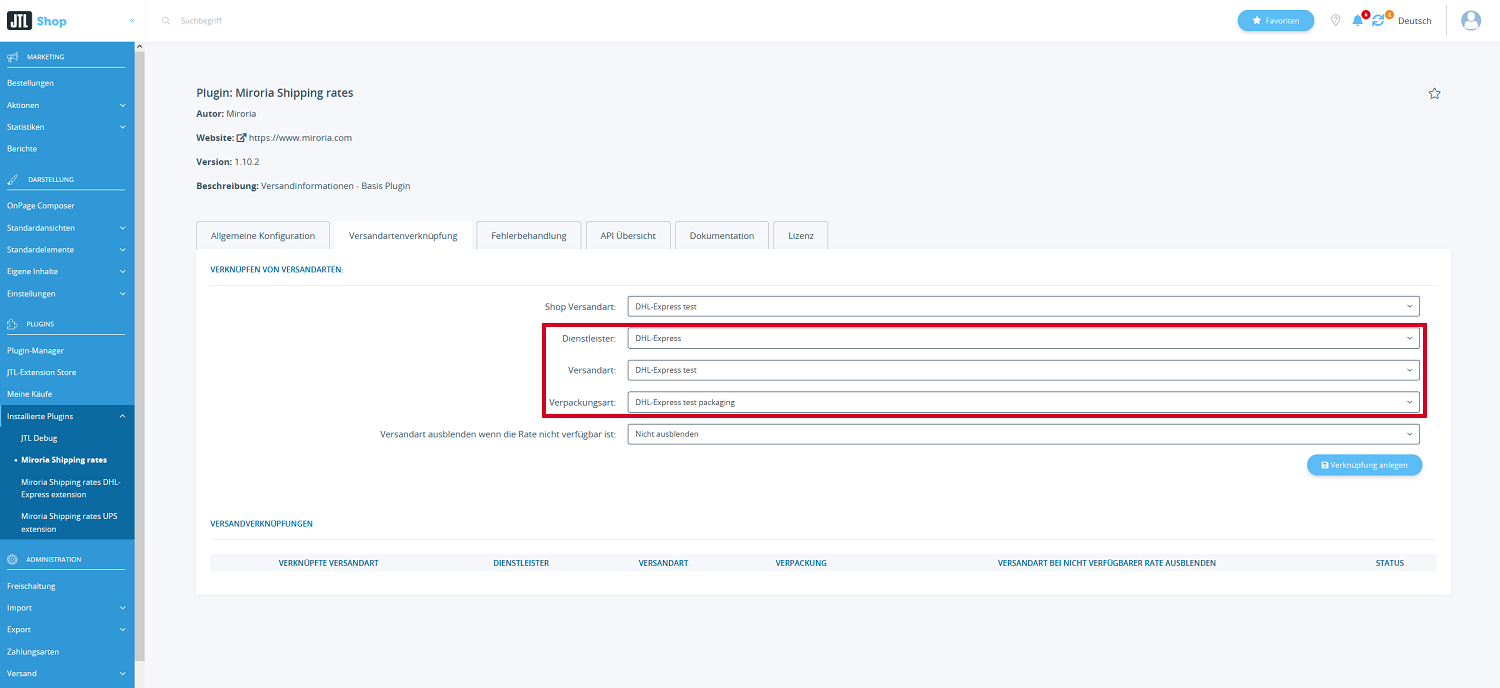 JTL Shop
«
Suchbegriff
Favoriten
6
2
Deutsch
MARKETING
Bestellungen
Aktionen
Statistiken
Berichte
DARSTELLUNG
OnPage Composer
Standardansichten
Standardelemente
Eigene Inhalte
Einstellungen
PLUGINS
Plugin-Manager
JTL-Extension Store
Meine Käufe
Installierte Plugins
JTL Debug
• Miroria Shipping rates
Miroria Shipping rates DHL-
Express extension
Miroria Shipping rates UPS
extension
ADMINISTRATION
Freischaltung
Import
Export
Zahlungsarten
Versand
Plugin: Miroria Shipping rates
Autor: Miroria
Website: https://www.miroria.com
Version: 1.10.2
Beschreibung: Versandinformationen - Basis Plugin
Allgemeine Konfiguration Versandartenverknüpfung Fehlerbehandlung API Übersicht Dokumentation Lizenz
VERKNÜPFEN VON VERSANDARTEN:
Shop Versandart: DHL-Express test
Dienstleister: DHL-Express
Versandart: DHL-Express test
Verpackungsart: DHL-Express test packaging
Versandart ausblenden wenn die Rate nicht verfügbar ist: Nicht ausblenden
Verknüpfung anlegen
VERSANDVERKNÜPFUNGEN
VERKNÜPFTE VERSANDART DIENSTLEISTER VERSANDART VERPACKUNG VERSANDART BEI NICHT VERFÜGBARER RATE AUSBLENDEN STATUS